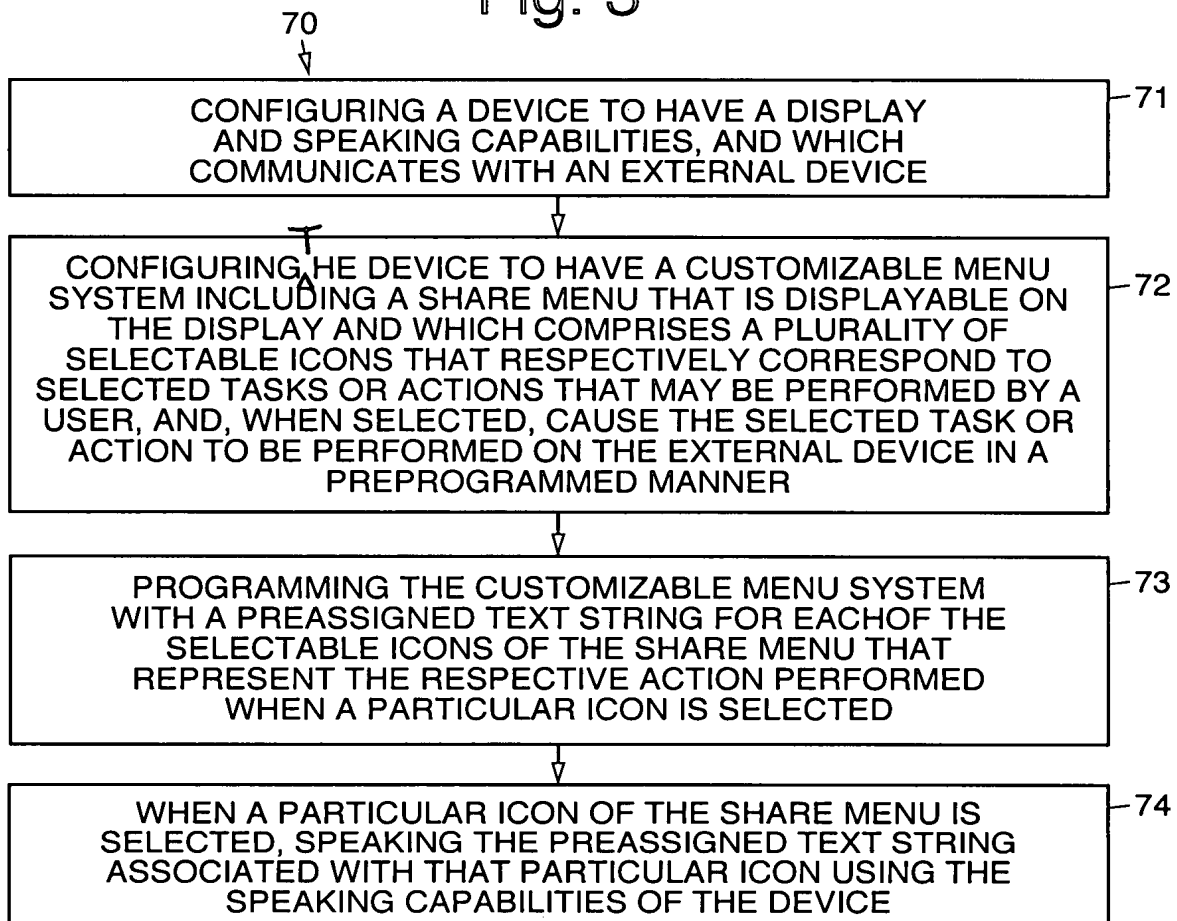 Fig. 3
70
CONFIGURING A DEVICE TO HAVE A DISPLAY
AND SPEAKING CAPABILITIES, AND WHICH
COMMUNICATES WITH AN EXTERNAL DEVICE
71
CONFIGURING THE DEVICE TO HAVE A CUSTOMIZABLE MENU
SYSTEM INCLUDING A SHARE MENU THAT IS DISPLAYABLE ON
THE DISPLAY AND WHICH COMPRISES A PLURALITY OF
SELECTABLE ICONS THAT RESPECTIVELY CORRESPOND TO
SELECTED TASKS OR ACTIONS THAT MAY BE PERFORMED BY A
USER, AND, WHEN SELECTED, CAUSE THE SELECTED TASK OR
ACTION TO BE PERFORMED ON THE EXTERNAL DEVICE IN A
PREPROGRAMMED MANNER
72
PROGRAMMING THE CUSTOMIZABLE MENU SYSTEM
WITH A PREASSIGNED TEXT STRING FOR EACHOF THE
SELECTABLE ICONS OF THE SHARE MENU THAT
REPRESENT THE RESPECTIVE ACTION PERFORMED
WHEN A PARTICULAR ICON IS SELECTED
73
WHEN A PARTICULAR ICON OF THE SHARE MENU IS
SELECTED, SPEAKING THE PREASSIGNED TEXT STRING
ASSOCIATED WITH THAT PARTICULAR ICON USING THE
SPEAKING CAPABILITIES OF THE DEVICE
74